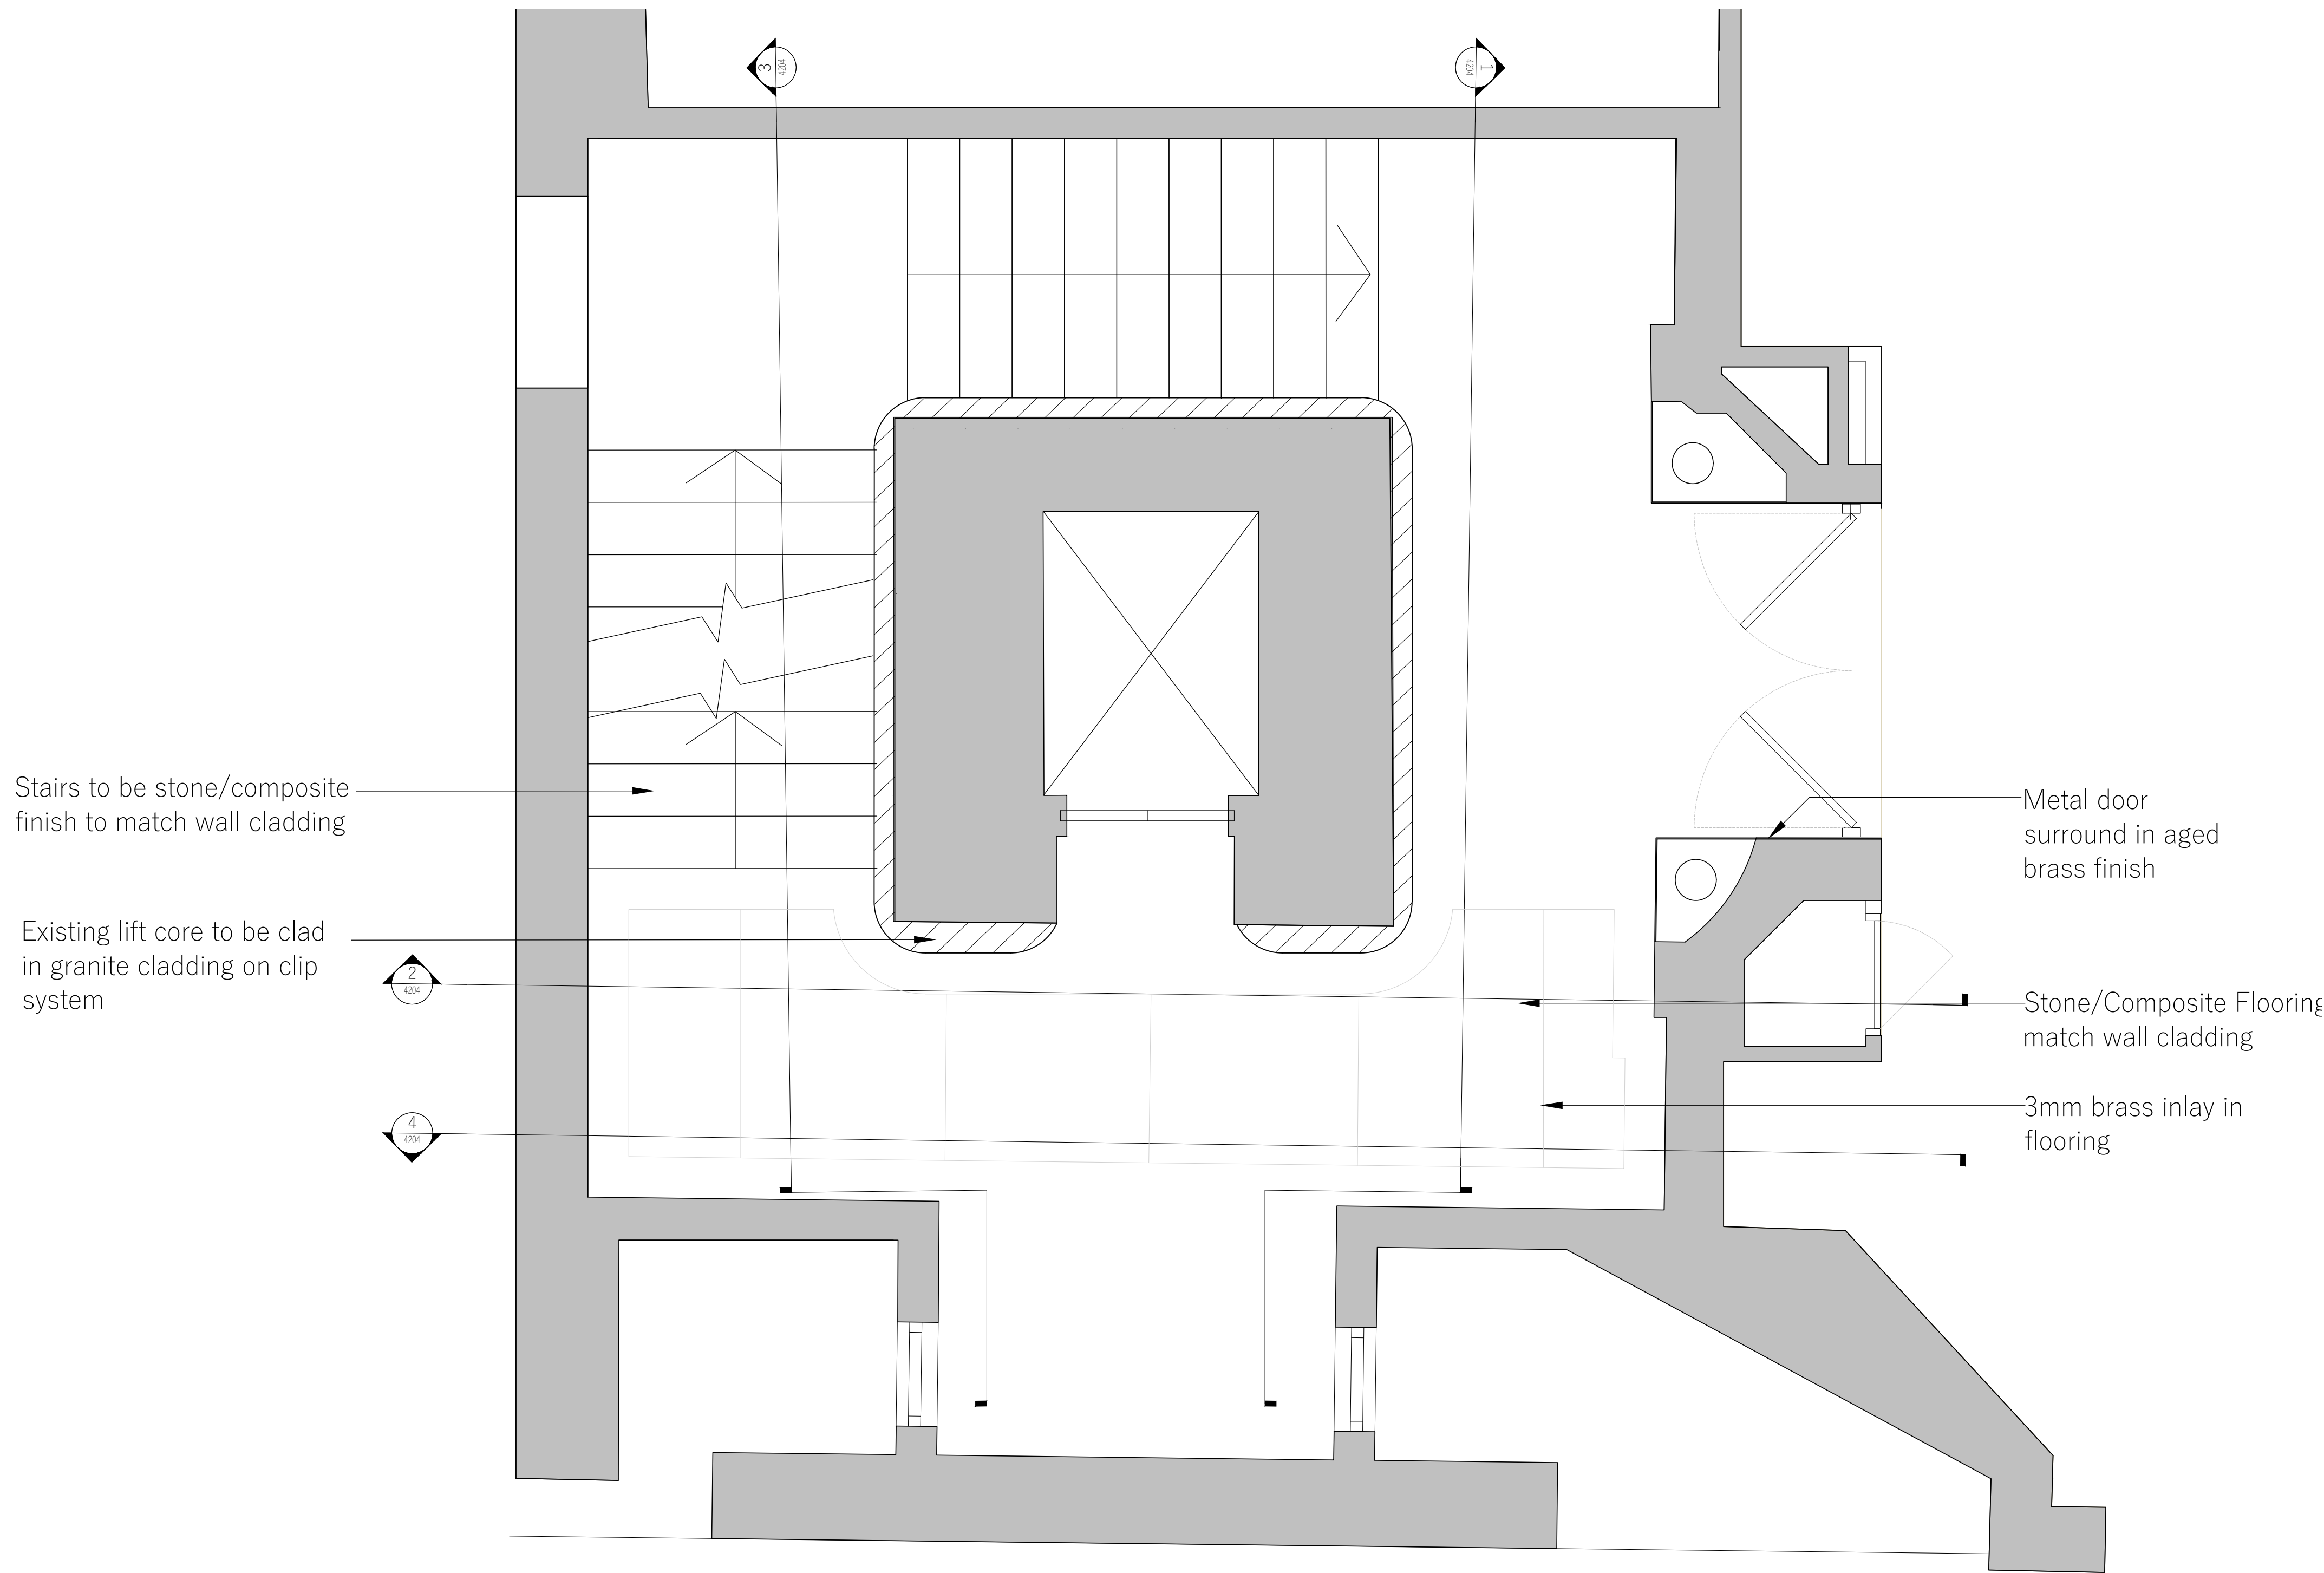 3
4204
1
4204
Stairs to be stone/composite
finish to match wall cladding
Existing lift core to be clad
in granite cladding on clip
system
2
4204
4
4204
Metal door
surround in aged
brass finish
Stone/Composite Flooring
match wall cladding
3mm brass inlay in
flooring